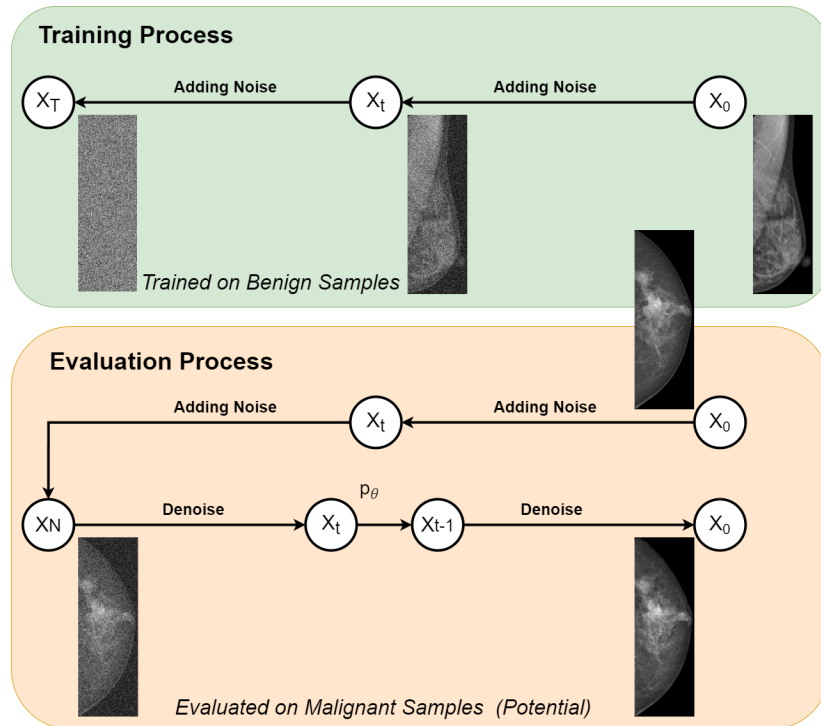 Training Process
Adding Noise Adding Noise
X_T X_t X_0
Trained on Benign Samples
Evaluation Process
Adding Noise Adding Noise
X_t X_0
p_θ
Denoise Denoise
X_N X_t X_t-1 X_0
Evaluated on Malignant Samples (Potential)